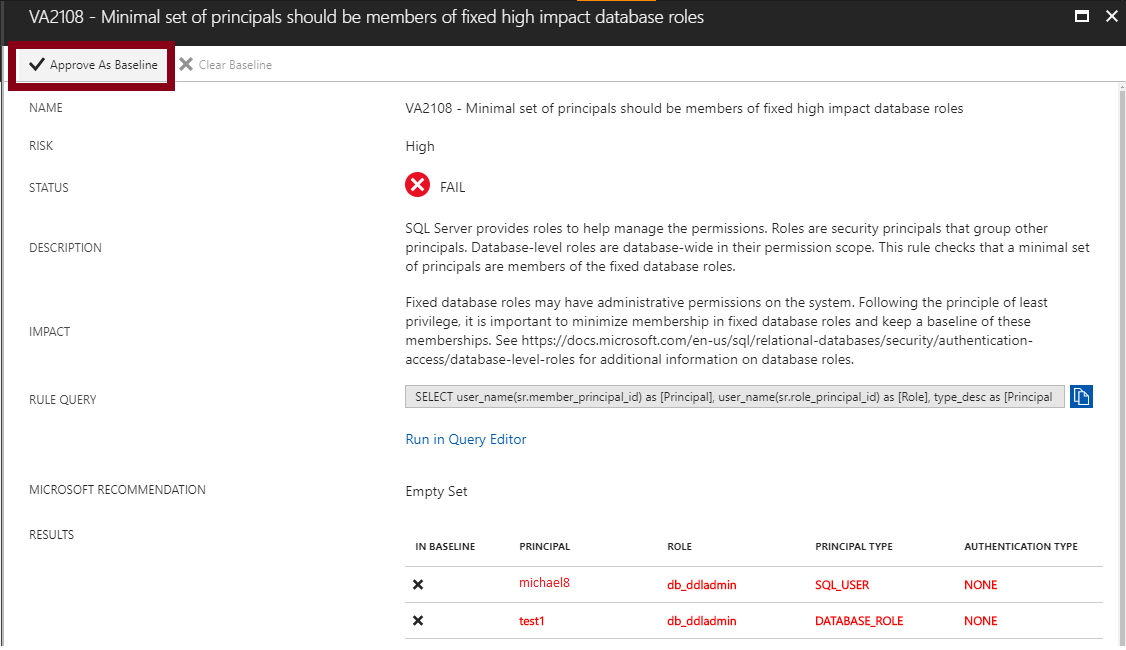 VA2108 - Minimal set of principals should be members of fixed high impact database roles
Approve As Baseline Clear Baseline
NAME VA2108 - Minimal set of principals should be members of fixed high impact database roles
RISK High
STATUS FAIL
DESCRIPTION
SQL Server provides roles to help manage the permissions. Roles are security principals that group other
principals. Database-level roles are database-wide in their permission scope. This rule checks that a minimal set
of principals are members of the fixed database roles.
IMPACT
Fixed database roles may have administrative permissions on the system. Following the principle of least
privilege, it is important to minimize membership in fixed database roles and keep a baseline of these
memberships. See https://docs.microsoft.com/en-us/sql/relational-databases/security/authentication-
access/database-level-roles for additional information on database roles.
RULE QUERY SELECT user_name(sr.member_principal_id) as [Principal], user_name(sr.role_principal_id) as [Role], type_desc as [Principal
Run in Query Editor
MICROSOFT RECOMMENDATION Empty Set
RESULTS
IN BASELINE PRINCIPAL ROLE PRINCIPAL TYPE AUTHENTICATION TYPE
michael8 db_ddladmin SQL_USER NONE
test1 db_ddladmin DATABASE_ROLE NONE